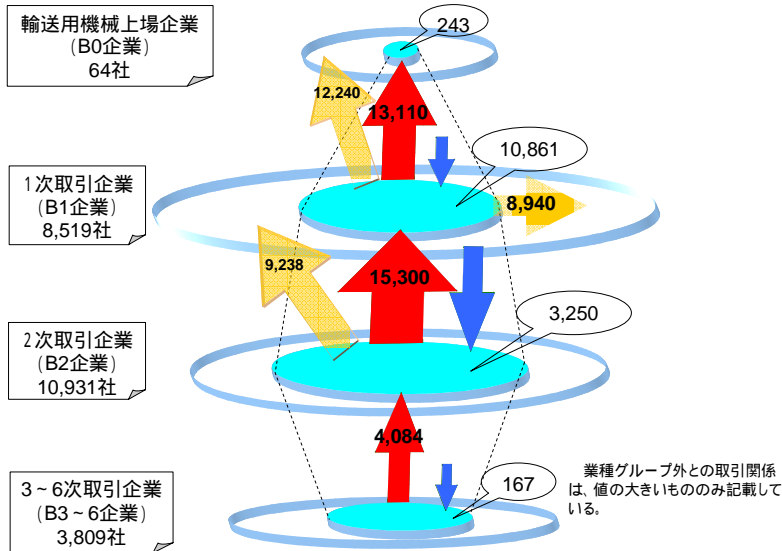 輸送用機械上場企業
(B0企業)
64社
243
12,240
13,110
10,861
1次取引企業
(B1企業)
8,519社
8,940
9,238
15,300
3,250
2次取引企業
(B2企業)
10,931社
4,084
3～6次取引企業
(B3～6企業)
3,809社
167
業種グループ外との取引関係
は、値の大きいもののみ記載して
いる。